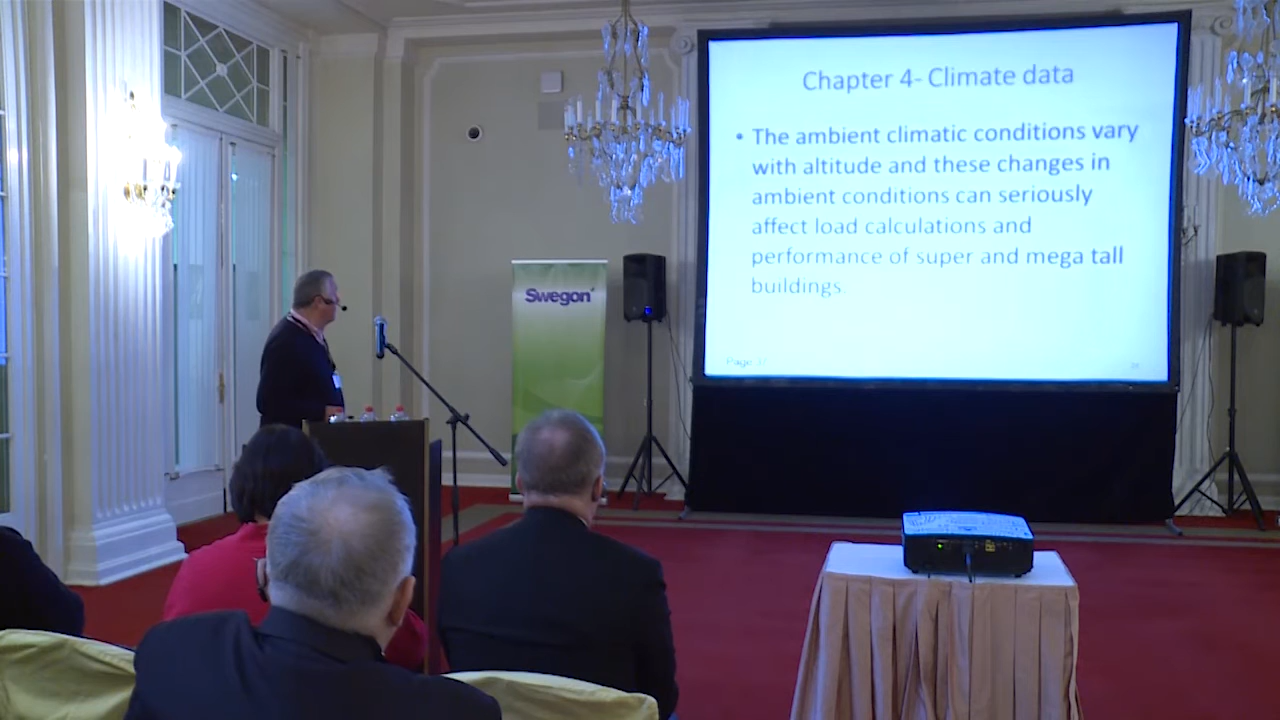 Chapter 4- Climate data
• The ambient climatic conditions vary
with altitude and these changes in
ambient conditions can seriously
affect load calculations and
performance of super and mega tall
buildings.
Page
Swegon